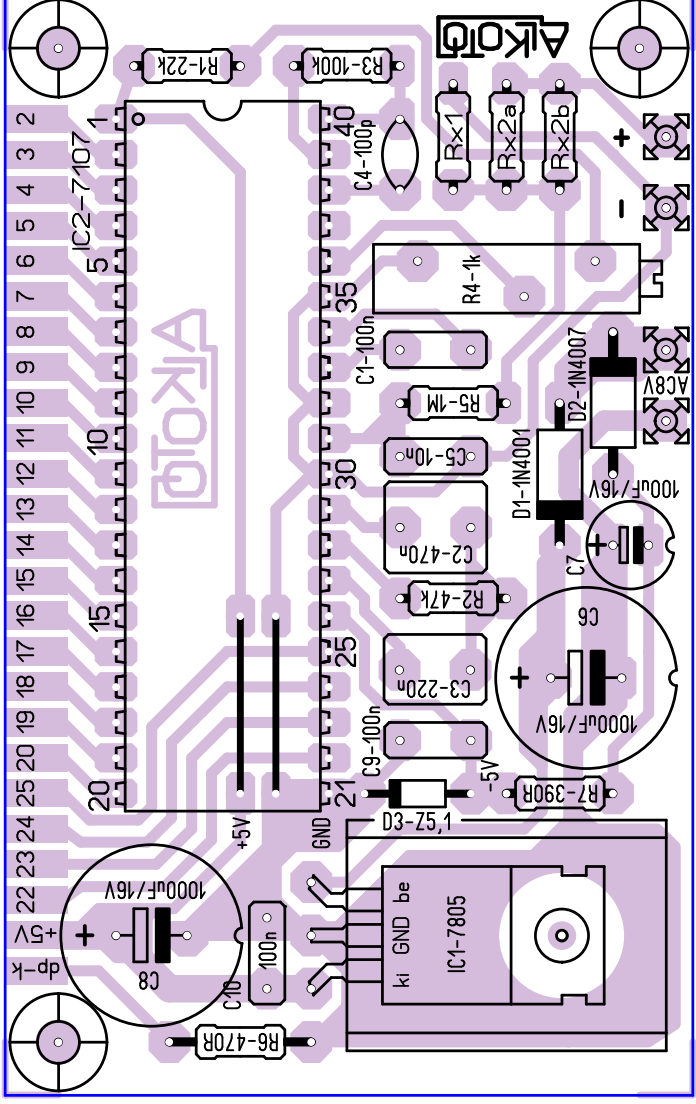 ALKOTÓ
R1-22k
R3-100k
2
3
4
5
6
7
8
9
10
11
12
13
14
15
16
17
18
19
20
25
24
23
22
+5V
dp-k
1
IC2-7107
5
10
15
20
40
35
30
25
21
C4-100p
Rx1
Rx2a
Rx2b
+
-
R4-1k
C1-100n
R5-1M
D2-1N4007
AC8V
C5-10n
D1-1N4001
100uF/16V
+
C7
C2-470n
R2-47k
C6
+
1000uF/16V
C3-220n
C9-100n
-5V
R7-390R
D3-Z5,1
+5V
GND
1000uF/16V
+
C8
C10
100n
be
GND
ki
IC1-7805
R6-470R